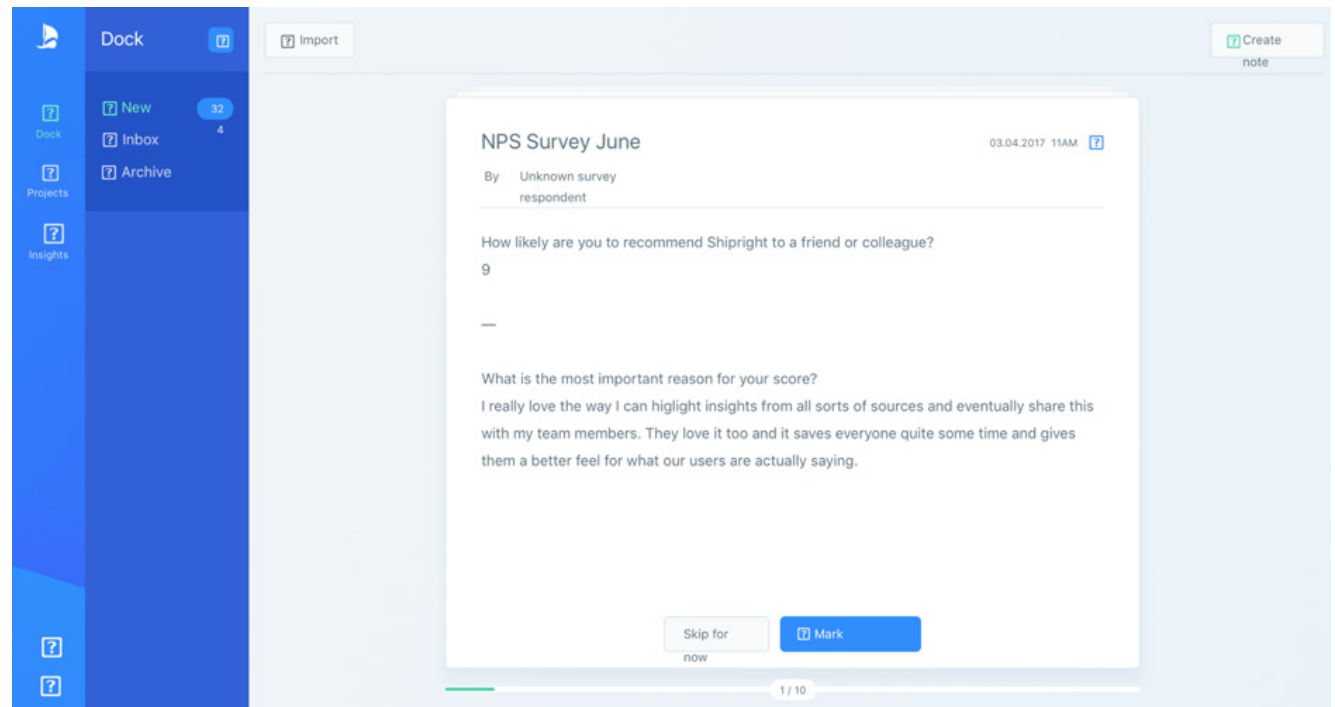 Dock
Import
Create
note
New 32
Inbox 4
Archive
Dock
Projects
Insights
NPS Survey June
03.04.2017 11AM
By Unknown survey
respondent
How likely are you to recommend Shipright to a friend or colleague?
9
—
What is the most important reason for your score?
I really love the way I can higlight insights from all sorts of sources and eventually share this
with my team members. They love it too and it saves everyone quite some time and gives
them a better feel for what our users are actually saying.
Skip for
now
Mark
1 / 10